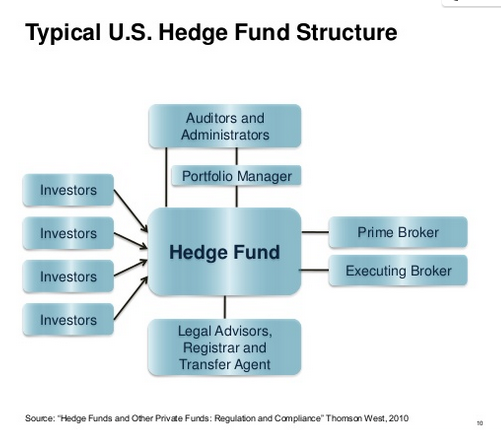 Typical U.S. Hedge Fund Structure
Auditors and
Administrators
Portfolio Manager
Investors
Investors
Investors
Investors
Hedge Fund
Prime Broker
Executing Broker
Legal Advisors,
Registrar and
Transfer Agent
Source: “Hedge Funds and Other Private Funds: Regulation and Compliance” Thomson West, 2010
10